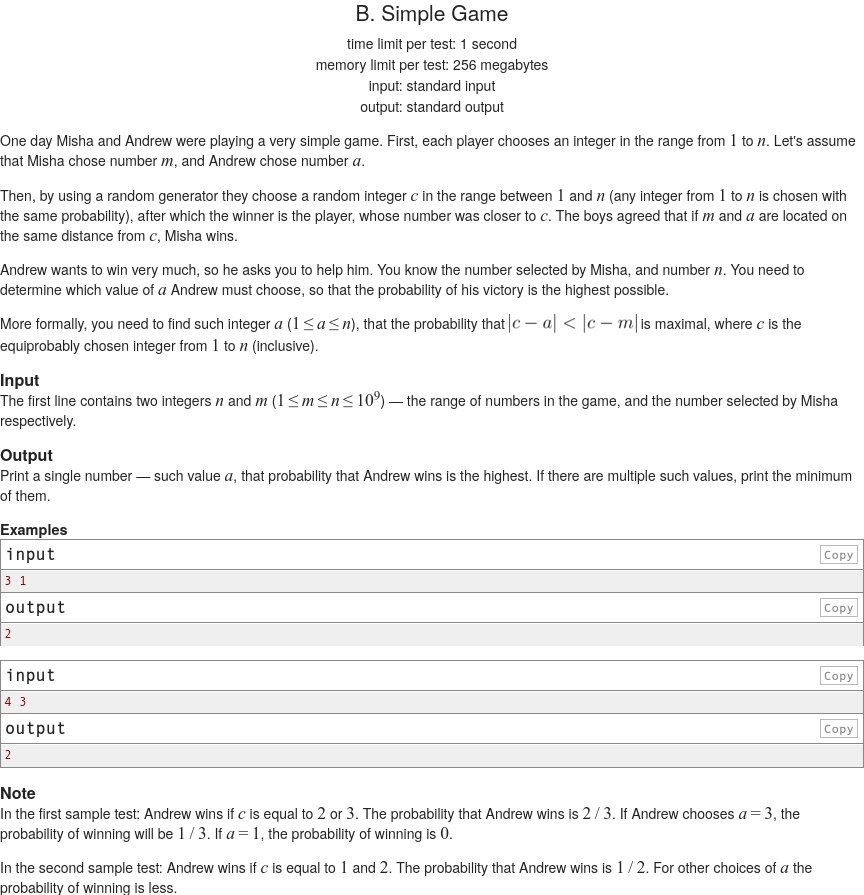 B. Simple Game
time limit per test: 1 second
memory limit per test: 256 megabytes
input: standard input
output: standard output
One day Misha and Andrew were playing a very simple game. First, each player chooses an integer in the range from 1 to n. Let's assume
that Misha chose number m, and Andrew chose number a.
Then, by using a random generator they choose a random integer c in the range between 1 and n (any integer from 1 to n is chosen with
the same probability), after which the winner is the player, whose number was closer to c. The boys agreed that if m and a are located on
the same distance from c, Misha wins.
Andrew wants to win very much, so he asks you to help him. You know the number selected by Misha, and number n. You need to
determine which value of a Andrew must choose, so that the probability of his victory is the highest possible.
More formally, you need to find such integer a (1 ≤ a ≤ n), that the probability that |c − a| < |c − m| is maximal, where c is the
equiprobably chosen integer from 1 to n (inclusive).
Input
The first line contains two integers n and m (1 ≤ m ≤ n ≤ 10⁹) — the range of numbers in the game, and the number selected by Misha
respectively.
Output
Print a single number — such value a, that probability that Andrew wins is the highest. If there are multiple such values, print the minimum
of them.
Examples
input Copy
3 1
output Copy
2
input Copy
4 3
output Copy
2
Note
In the first sample test: Andrew wins if c is equal to 2 or 3. The probability that Andrew wins is 2 / 3. If Andrew chooses a = 3, the
probability of winning will be 1 / 3. If a = 1, the probability of winning is 0.
In the second sample test: Andrew wins if c is equal to 1 and 2. The probability that Andrew wins is 1 / 2. For other choices of a the
probability of winning is less.